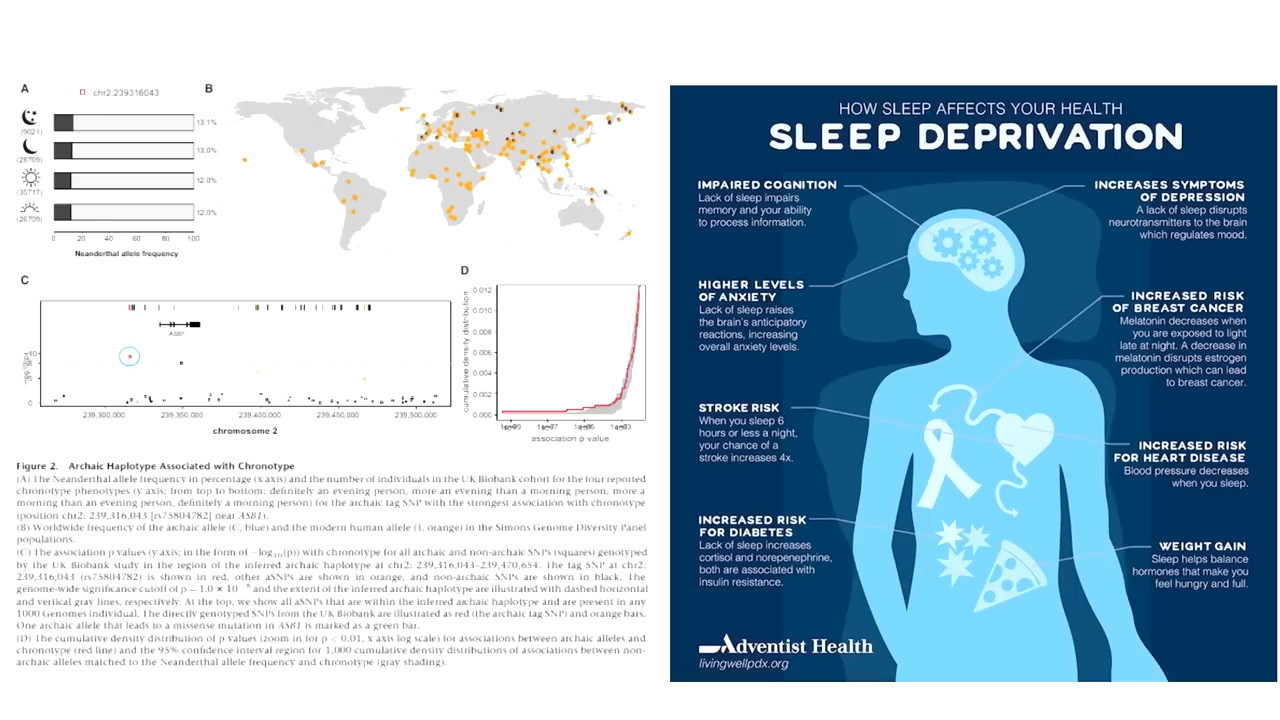 A
chr2.239316043
B
(9021)
13.1%
(28769)
13.0%
(35717)
12.0%
(26709)
12.0%
0 20 40 60 80 100
Neanderthal allele frequency
C
ASB1
10
5
0
239,300,000 239,350,000 239,400,000 239,450,000 239,500,000
chromosome 2
D
cumulative density distribution
0.012
0.010
0.008
0.006
0.004
0.002
0.000
association p-value
Figure 2. Archaic Haplotype Associated with Chronotype
(A) The Neanderthal allele frequency in percentage (x axis) and the number of individuals in the UK Biobank cohort for the four reported
chronotype phenotypes (y axis; from top to bottom: definitely an evening person, more an evening than a morning person, more a
morning than an evening person, definitely a morning person) for the archaic tag SNP with the strongest association with chronotype
(position chr2: 239,316,043 [rs75804782] near ASB1).
(B) Worldwide frequency of the archaic allele (C, blue) and the modern human allele (T, orange) in the Simons Genome Diversity Panel
populations.
(C) The association p values (y axis; in the form of −log10(p)) with chronotype for all archaic and non-archaic SNPs (squares) genotyped
by the UK Biobank study in the region of the inferred archaic haplotype at chr2: 239,316,043–239,470,654. The tag SNP at chr2:
239,316,043 (rs75804782) is shown in red, other aSNPs are shown in orange, and non-archaic SNPs are shown in black. The
genome-wide significance cutoff of p = 1.0 × 10⁻⁸ and the extent of the inferred archaic haplotype are illustrated with dashed horizontal
and vertical gray lines, respectively. At the top, we show all aSNPs that are within the inferred archaic haplotype and are present in any
1000 Genomes individual. The directly genotyped SNPs from the UK Biobank are illustrated as red (the archaic tag SNP) and orange bars.
One archaic allele that leads to a missense mutation in ASB1 is marked as a green bar.
(D) The cumulative density distribution of p values (zoom in for p < 0.01, x axis log scale) for associations between archaic alleles and
chronotype (red line) and the 95% confidence interval region for 1,000 cumulative density distributions of associations between non-
archaic alleles matched to the Neanderthal allele frequency and chronotype (gray shading).
HOW SLEEP AFFECTS YOUR HEALTH
SLEEP DEPRIVATION
IMPAIRED COGNITION
Lack of sleep impairs
memory and your ability
to process information.
HIGHER LEVELS
OF ANXIETY
Lack of sleep raises
the brain's anticipatory
reactions, increasing
overall anxiety levels.
STROKE RISK
When you sleep 6
hours or less a night,
your chance of a
stroke increases 4x.
INCREASED RISK
FOR DIABETES
Lack of sleep increases
cortisol and norepenephrine,
both are associated with
insulin resistance.
INCREASES SYMPTOMS
OF DEPRESSION
A lack of sleep disrupts
neurotransmitters to the brain
which regulates mood.
INCREASED RISK
OF BREAST CANCER
Melatonin decreases when
you are exposed to light
late at night. A decrease in
melatonin disrupts estrogen
production which can lead
to breast cancer.
INCREASED RISK
FOR HEART DISEASE
Blood pressure decreases
when you sleep.
WEIGHT GAIN
Sleep helps balance
hormones that make you
feel hungry and full.
Adventist Health
livingwellpdx.org